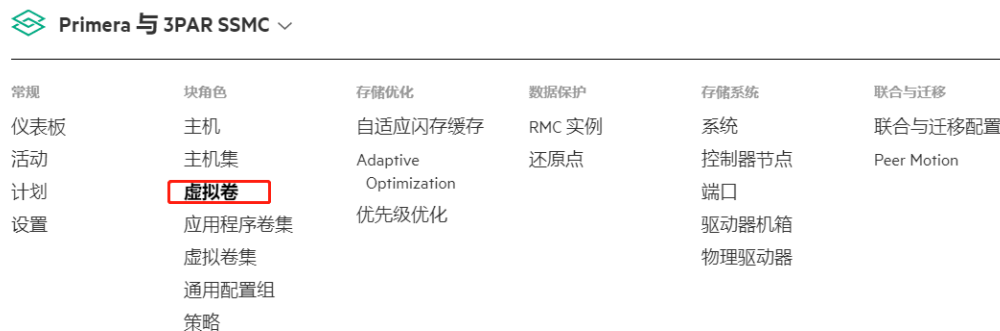 Primera 与 3PAR SSMC
常规
仪表板
活动
计划
设置
块角色
主机
主机集
虚拟卷
应用程序卷集
虚拟卷集
通用配置组
策略
存储优化
自适应闪存缓存
Adaptive
Optimization
优先级优化
数据保护
RMC 实例
还原点
存储系统
系统
控制器节点
端口
驱动器机箱
物理驱动器
联合与迁移
联合与迁移配置
Peer Motion